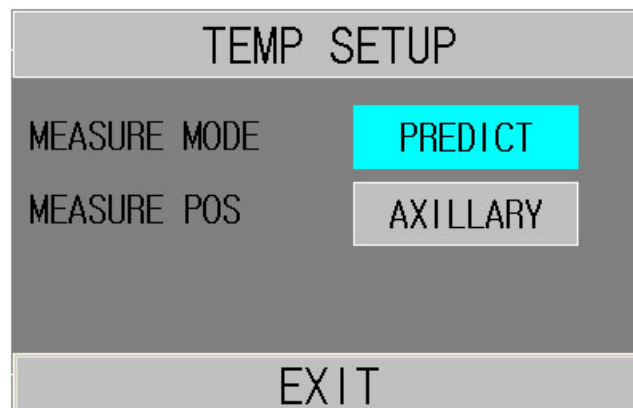 TEMP SETUP
MEASURE MODE PREDICT
MEASURE POS AXILLARY
EXIT